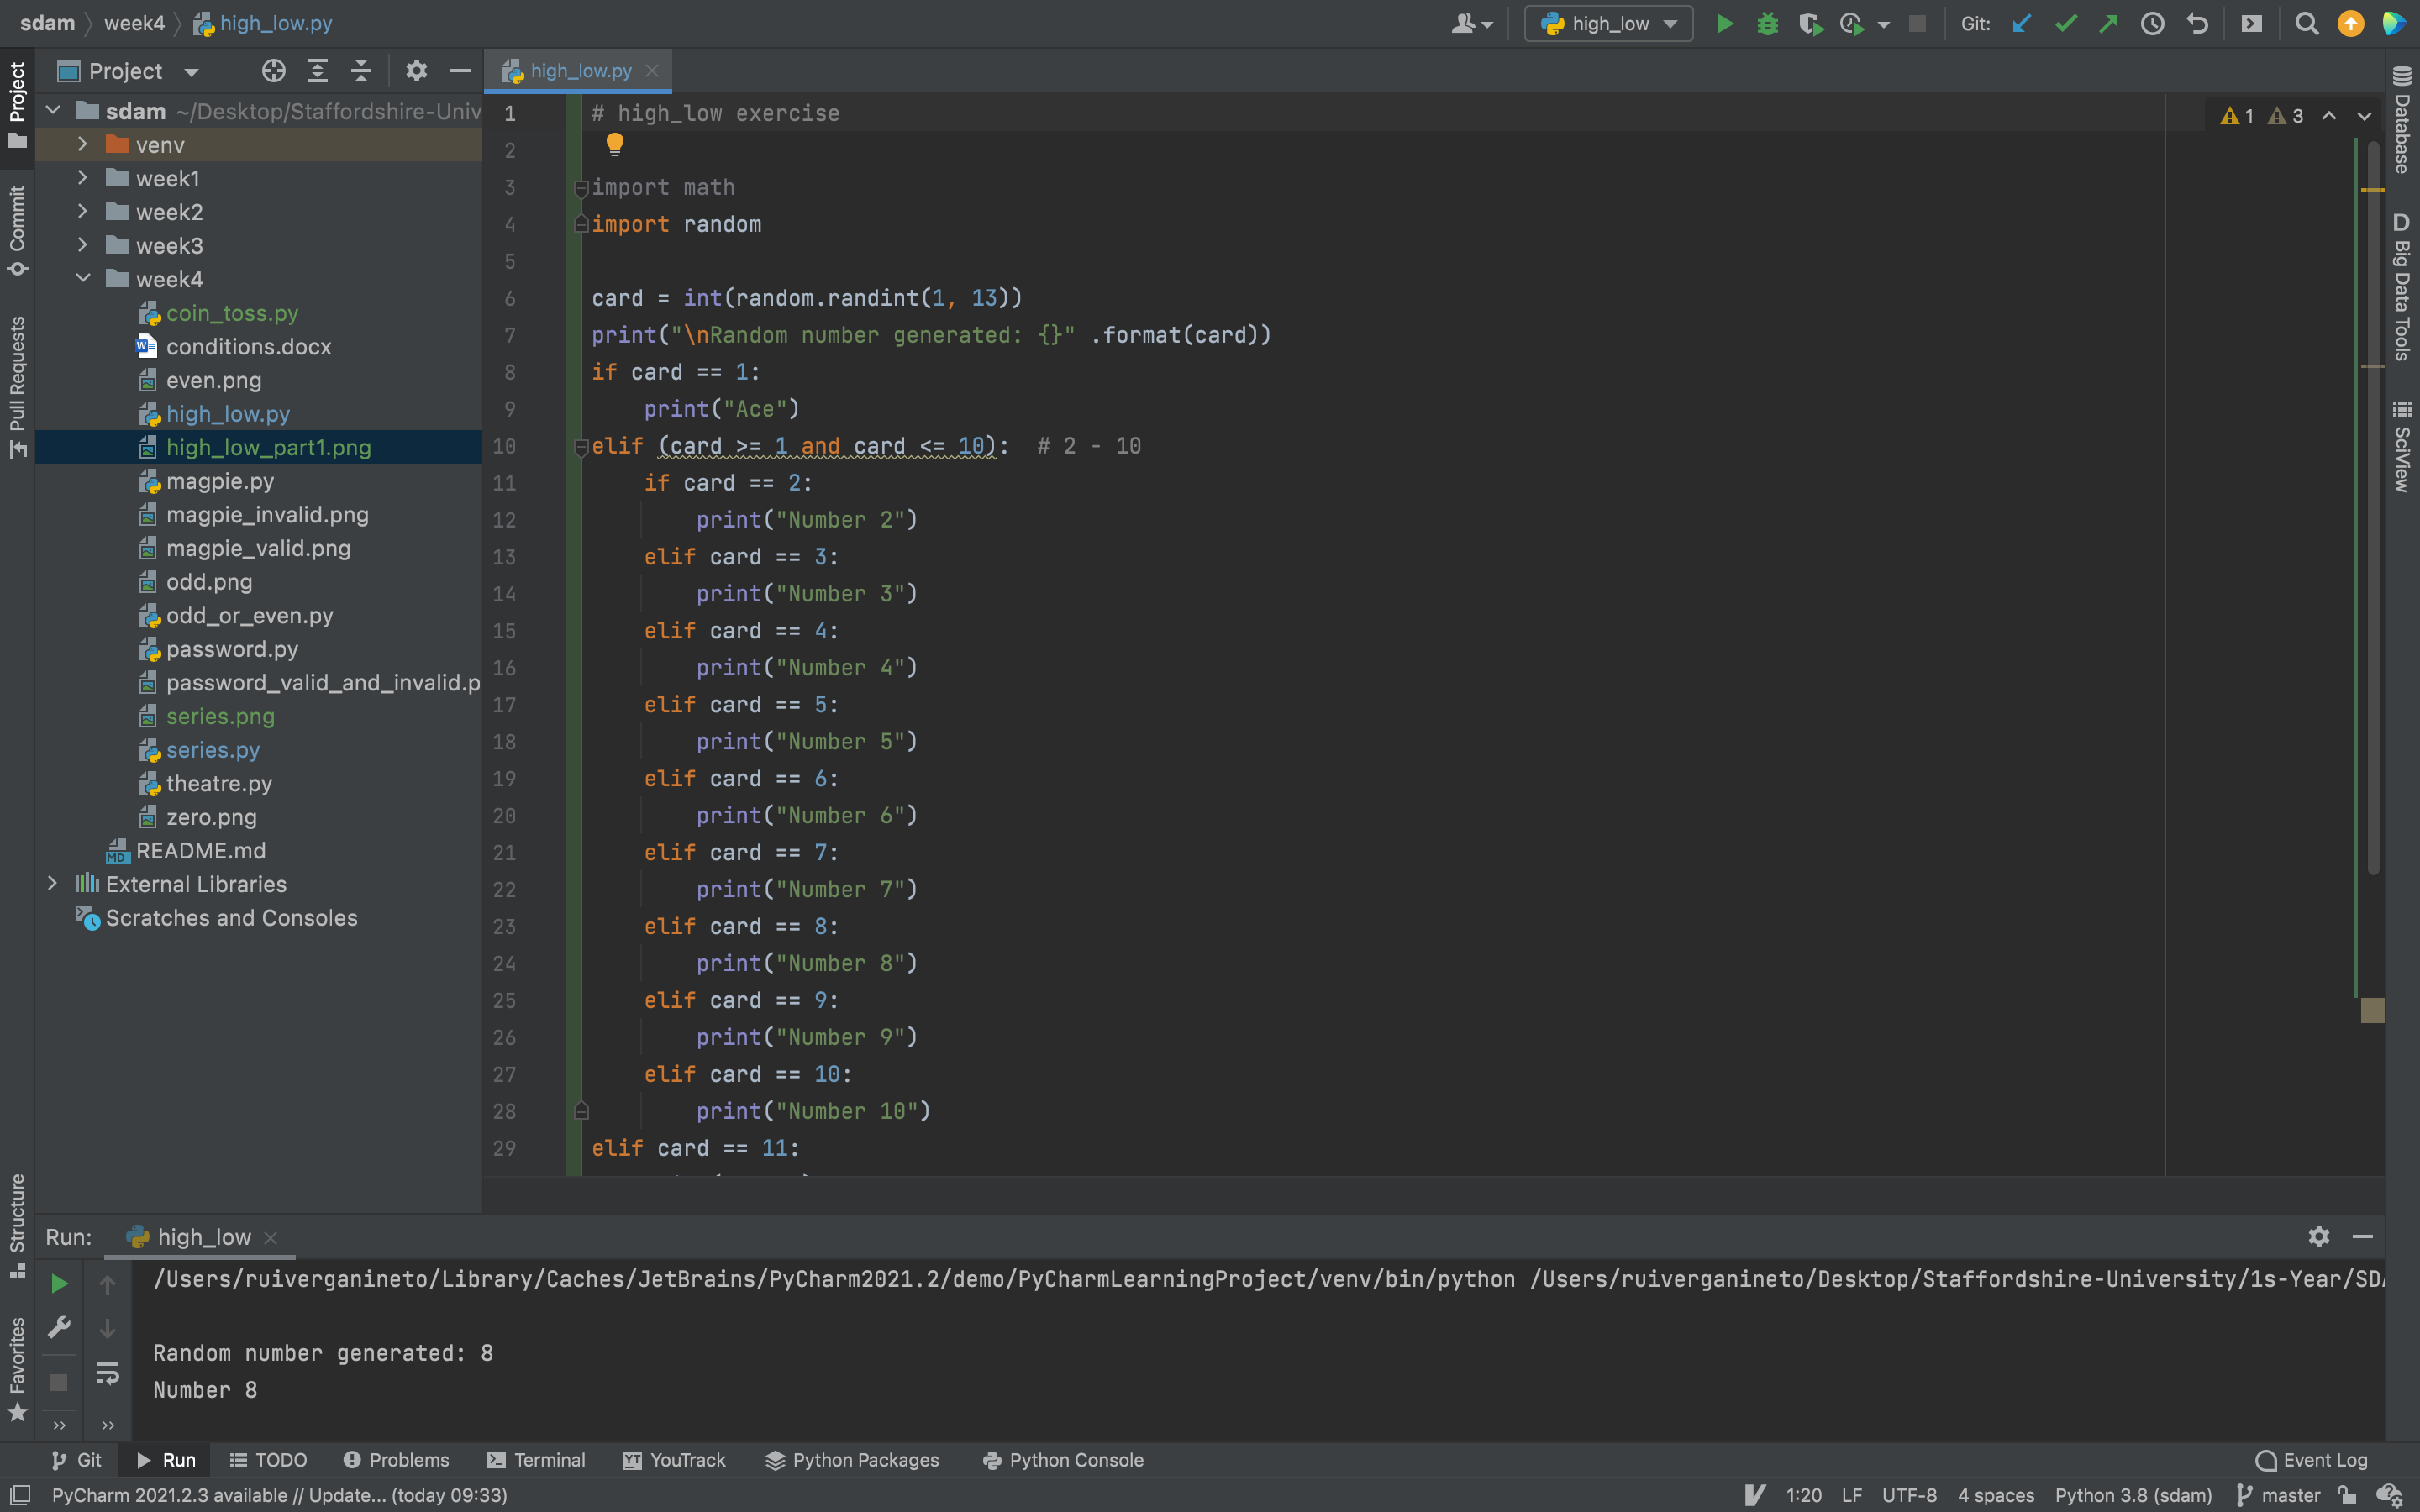 sdam week4 high_low.py
high_low
Git:
Project
high_low.py
Project
Commit
Pull Requests
Structure
Favorites
sdam ~/Desktop/Staffordshire-Univ
venv
week1
week2
week3
week4
coin_toss.py
conditions.docx
even.png
high_low.py
high_low_part1.png
magpie.py
magpie_invalid.png
magpie_valid.png
odd.png
odd_or_even.py
password.py
password_valid_and_invalid.p
series.png
series.py
theatre.py
zero.png
README.md
External Libraries
Scratches and Consoles
1 # high_low exercise
2
3 import math
4 import random
5
6 card = int(random.randint(1, 13))
7 print("\nRandom number generated: {}" .format(card))
8 if card == 1:
9 print("Ace")
10 elif (card >= 1 and card <= 10): # 2 - 10
11 if card == 2:
12 print("Number 2")
13 elif card == 3:
14 print("Number 3")
15 elif card == 4:
16 print("Number 4")
17 elif card == 5:
18 print("Number 5")
19 elif card == 6:
20 print("Number 6")
21 elif card == 7:
22 print("Number 7")
23 elif card == 8:
24 print("Number 8")
25 elif card == 9:
26 print("Number 9")
27 elif card == 10:
28 print("Number 10")
29 elif card == 11:
1 3
Database
D Big Data Tools
SciView
Run: high_low
/Users/ruiverganineto/Library/Caches/JetBrains/PyCharm2021.2/demo/PyCharmLearningProject/venv/bin/python /Users/ruiverganineto/Desktop/Staffordshire-University/1s-Year/SDA
Random number generated: 8
Number 8
Git Run TODO Problems Terminal YouTrack Python Packages Python Console Event Log
PyCharm 2021.2.3 available // Update... (today 09:33) 1:20 LF UTF-8 4 spaces Python 3.8 (sdam) master